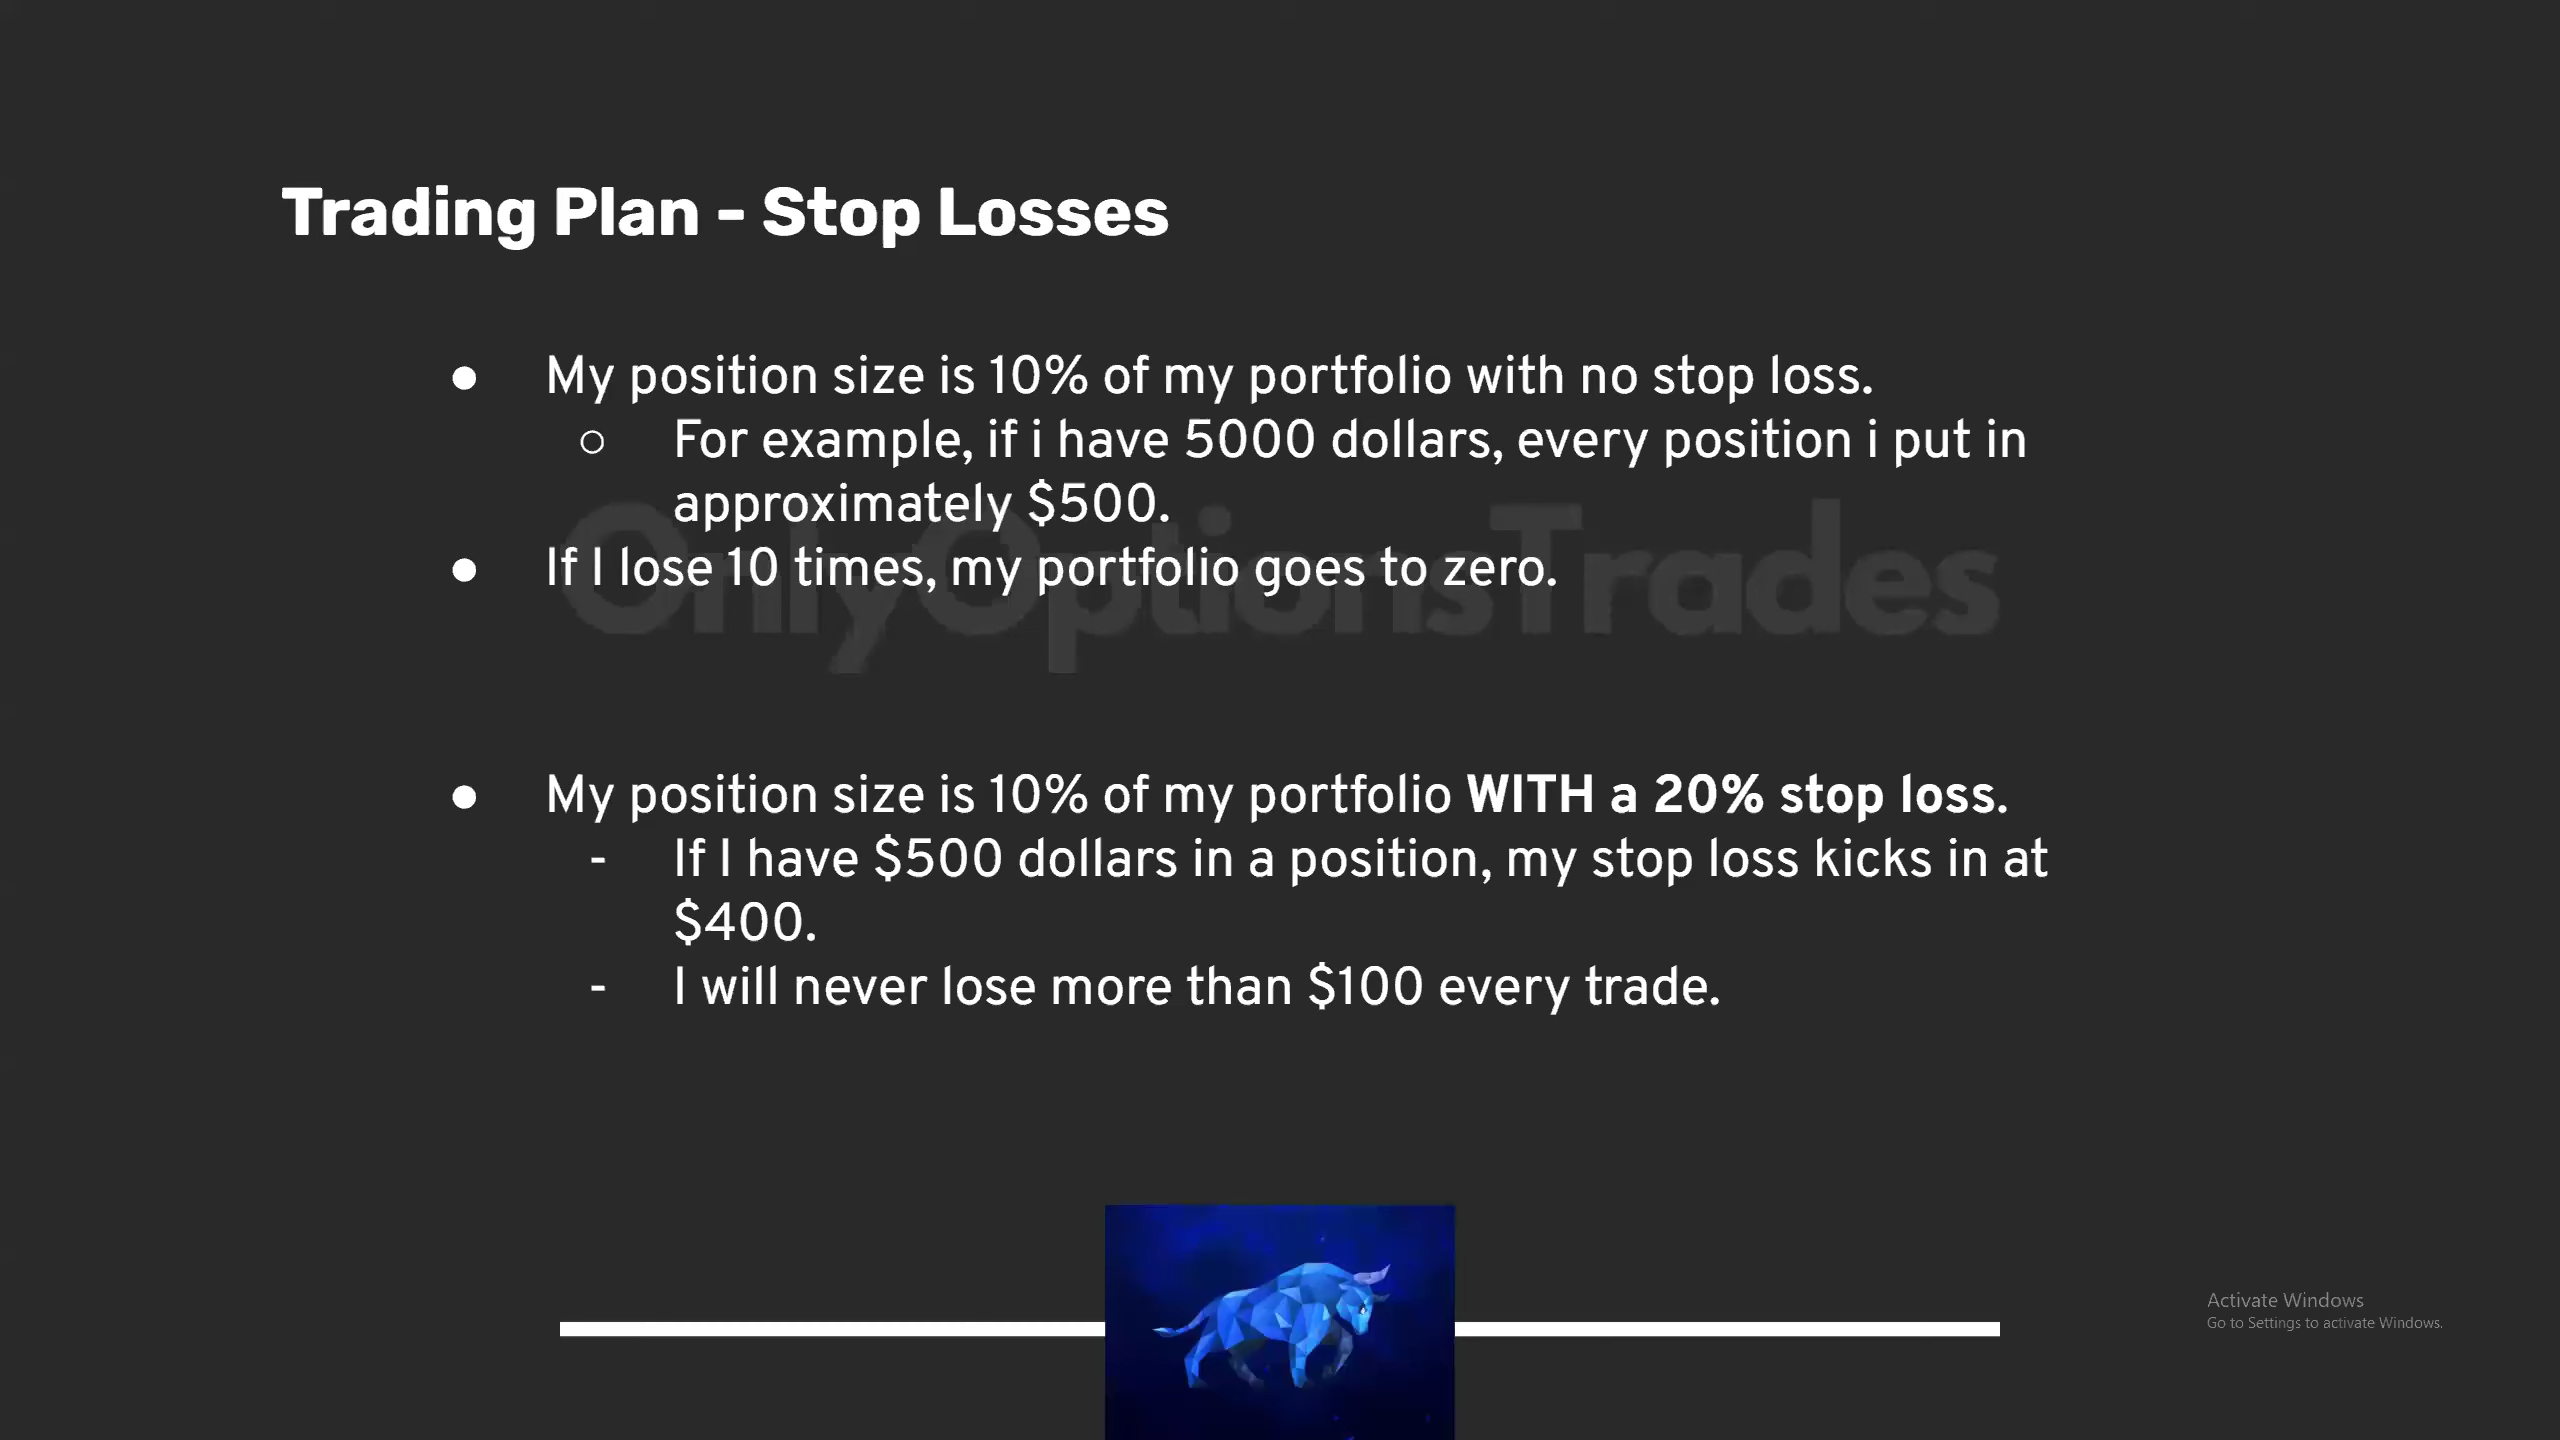 Trading Plan - Stop Losses
● My position size is 10% of my portfolio with no stop loss.
○ For example, if i have 5000 dollars, every position i put in
approximately $500.
● If I lose 10 times, my portfolio goes to zero.
OnlyOptionsTrades
● My position size is 10% of my portfolio WITH a 20% stop loss.
- If I have $500 dollars in a position, my stop loss kicks in at
$400.
- I will never lose more than $100 every trade.
Activate Windows
Go to Settings to activate Windows.